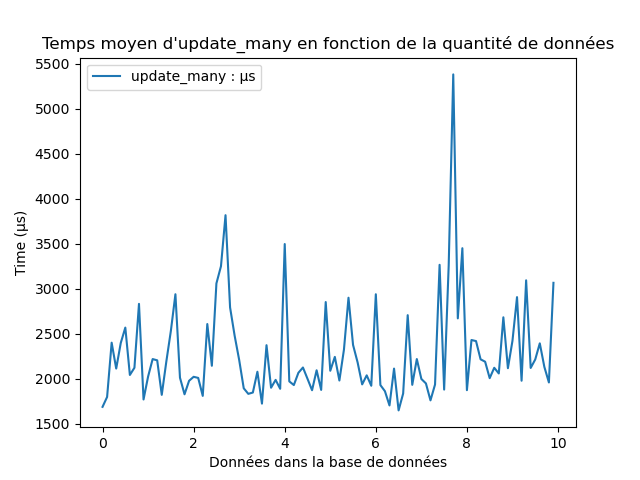 Temps moyen d'update_many en fonction de la quantité de données
update_many : µs
5500
5000
4500
4000
3500
3000
2500
2000
1500
Time (µs)
0 2 4 6 8 10
Données dans la base de données